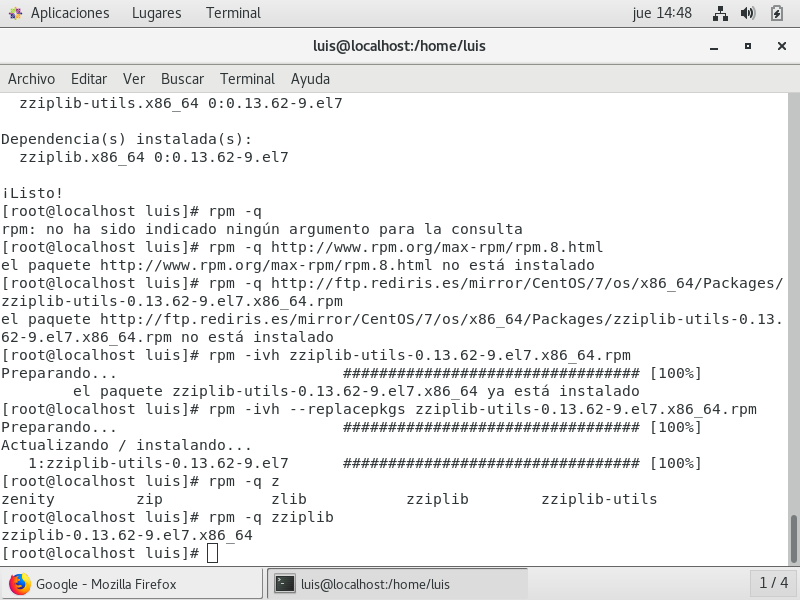 Aplicaciones Lugares Terminal jue 14:48
luis@localhost:/home/luis
Archivo Editar Ver Buscar Terminal Ayuda
zziplib-utils.x86_64 0:0.13.62-9.el7
Dependencia(s) instalada(s):
zziplib.x86_64 0:0.13.62-9.el7
¡Listo!
[root@localhost luis]# rpm -q
rpm: no ha sido indicado ningún argumento para la consulta
[root@localhost luis]# rpm -q http://www.rpm.org/max-rpm/rpm.8.html
el paquete http://www.rpm.org/max-rpm/rpm.8.html no está instalado
[root@localhost luis]# rpm -q http://ftp.rediris.es/mirror/CentOS/7/os/x86_64/Packages/
zziplib-utils-0.13.62-9.el7.x86_64.rpm
el paquete http://ftp.rediris.es/mirror/CentOS/7/os/x86_64/Packages/zziplib-utils-0.13.
62-9.el7.x86_64.rpm no está instalado
[root@localhost luis]# rpm -ivh zziplib-utils-0.13.62-9.el7.x86_64.rpm
Preparando... ################################# [100%]
el paquete zziplib-utils-0.13.62-9.el7.x86_64 ya está instalado
[root@localhost luis]# rpm -ivh --replacepkgs zziplib-utils-0.13.62-9.el7.x86_64.rpm
Preparando... ################################# [100%]
Actualizando / instalando...
1:zziplib-utils-0.13.62-9.el7 ################################# [100%]
[root@localhost luis]# rpm -q z
zenity zip zlib zziplib zziplib-utils
[root@localhost luis]# rpm -q zziplib
zziplib-0.13.62-9.el7.x86_64
[root@localhost luis]#
Google - Mozilla Firefox luis@localhost:/home/luis 1 / 4